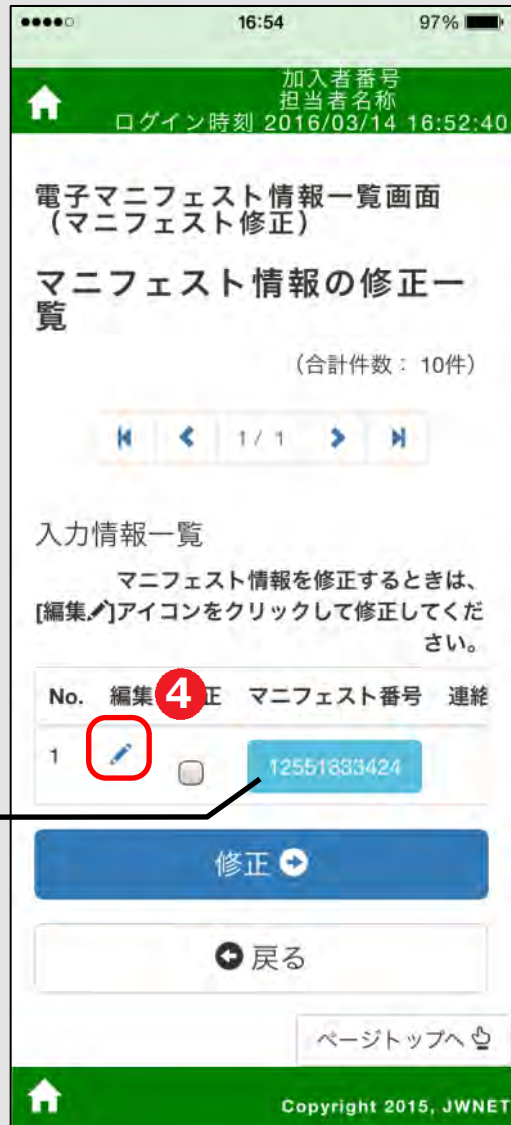 16:54 97%
加入者番号
担当者名称
ログイン時刻 2016/03/14 16:52:40
電子マニフェスト情報一覧画面
（マニフェスト修正）
マニフェスト情報の修正一
覧
（合計件数： 10件）
1 / 1
入力情報一覧
マニフェスト情報を修正するときは、
[編集]アイコンをクリックして修正してくだ
さい。
No. 編集 4 正 マニフェスト番号 連絡
1 12551833424
修正
戻る
ページトップへ
Copyright 2015, JWNET